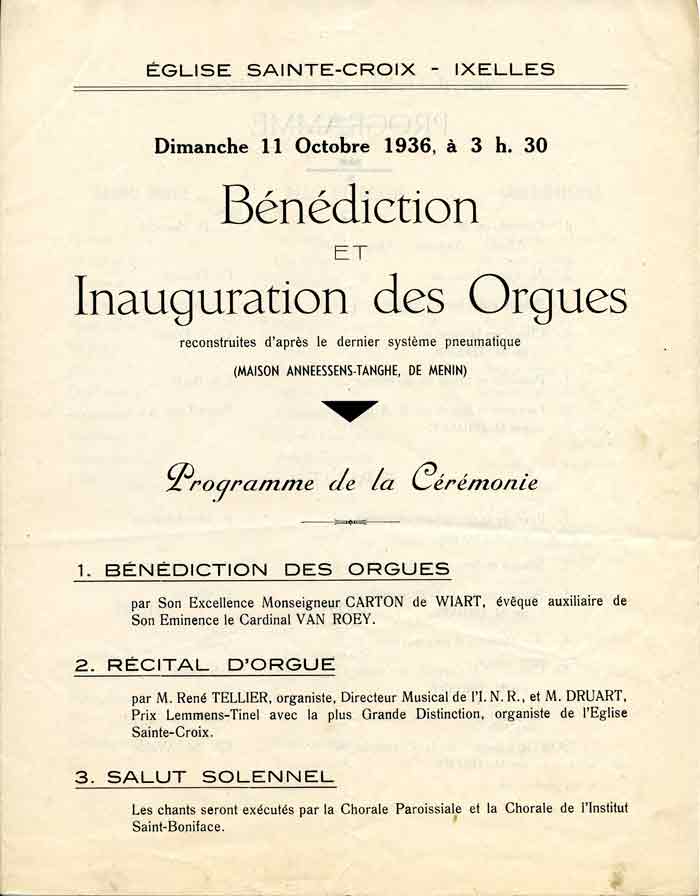 ÉGLISE SAINTE-CROIX - IXELLES
Dimanche 11 Octobre 1936, à 3 h. 30
Bénédiction
ET
Inauguration des Orgues
reconstruites d'après le dernier système pneumatique
(MAISON ANNEESSENS-TANGHE, DE MENIN)
Programme de la Cérémonie
1. BÉNÉDICTION DES ORGUES
par Son Excellence Monseigneur CARTON de WIART, évêque auxiliaire de
Son Eminence le Cardinal VAN ROEY.
2. RÉCITAL D'ORGUE
par M. René TELLIER, organiste, Directeur Musical de l'I. N. R., et M. DRUART,
Prix Lemmens-Tinel avec la plus Grande Distinction, organiste de l'Eglise
Sainte-Croix.
3. SALUT SOLENNEL
Les chants seront exécutés par la Chorale Paroissiale et la Chorale de l'Institut
Saint-Boniface.